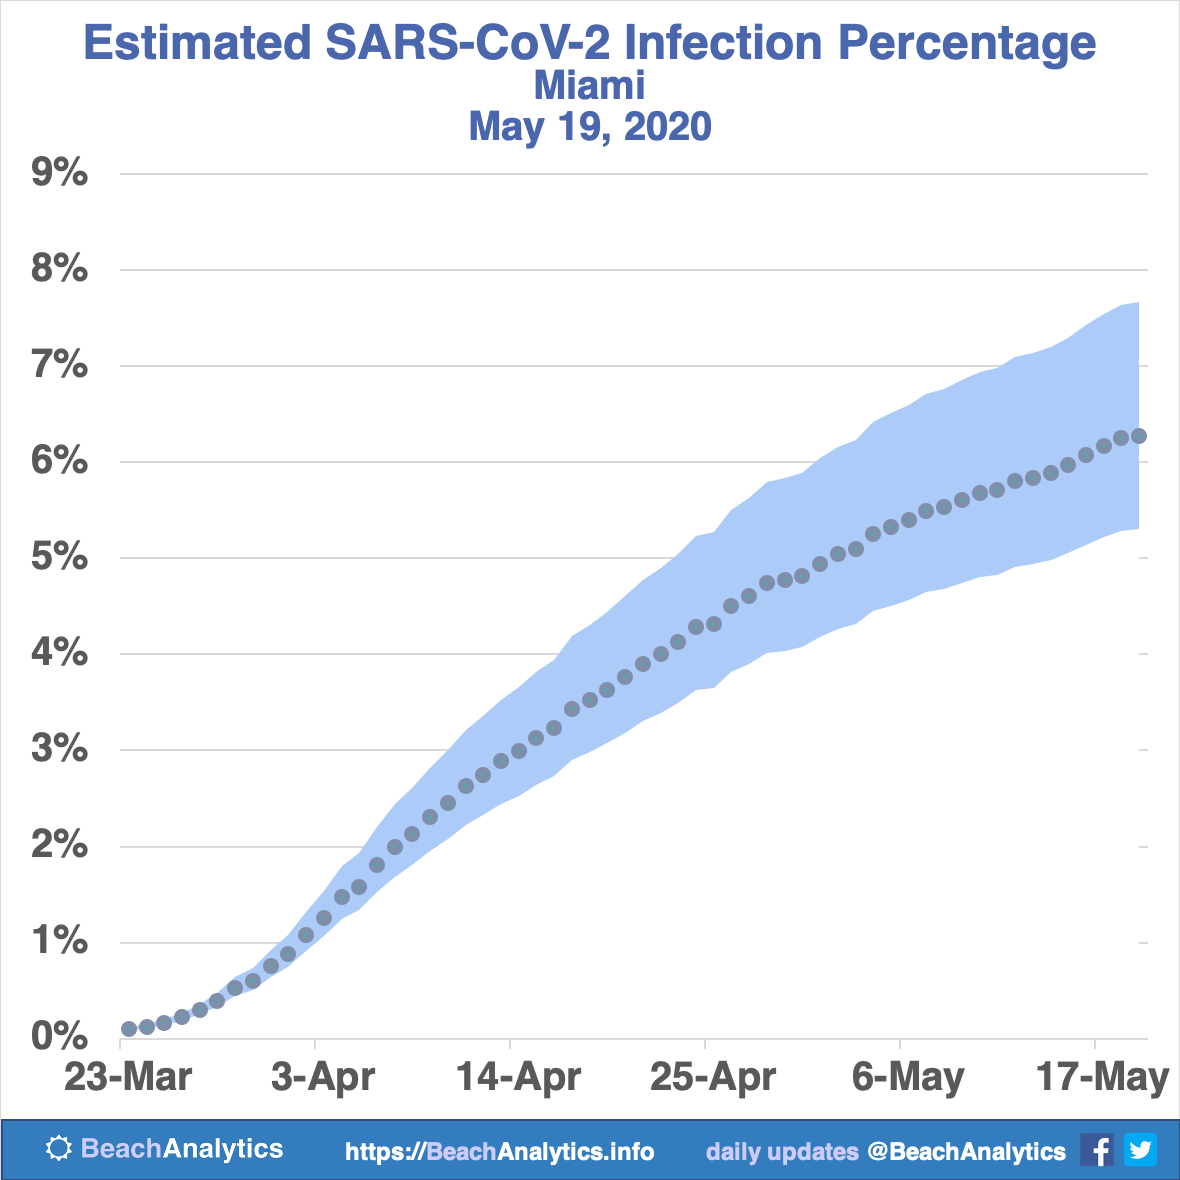 Estimated SARS-CoV-2 Infection Percentage
Miami
May 19, 2020
9%
8%
7%
6%
5%
4%
3%
2%
1%
0%
23-Mar 3-Apr 14-Apr 25-Apr 6-May 17-May
BeachAnalytics https://BeachAnalytics.info daily updates @BeachAnalytics